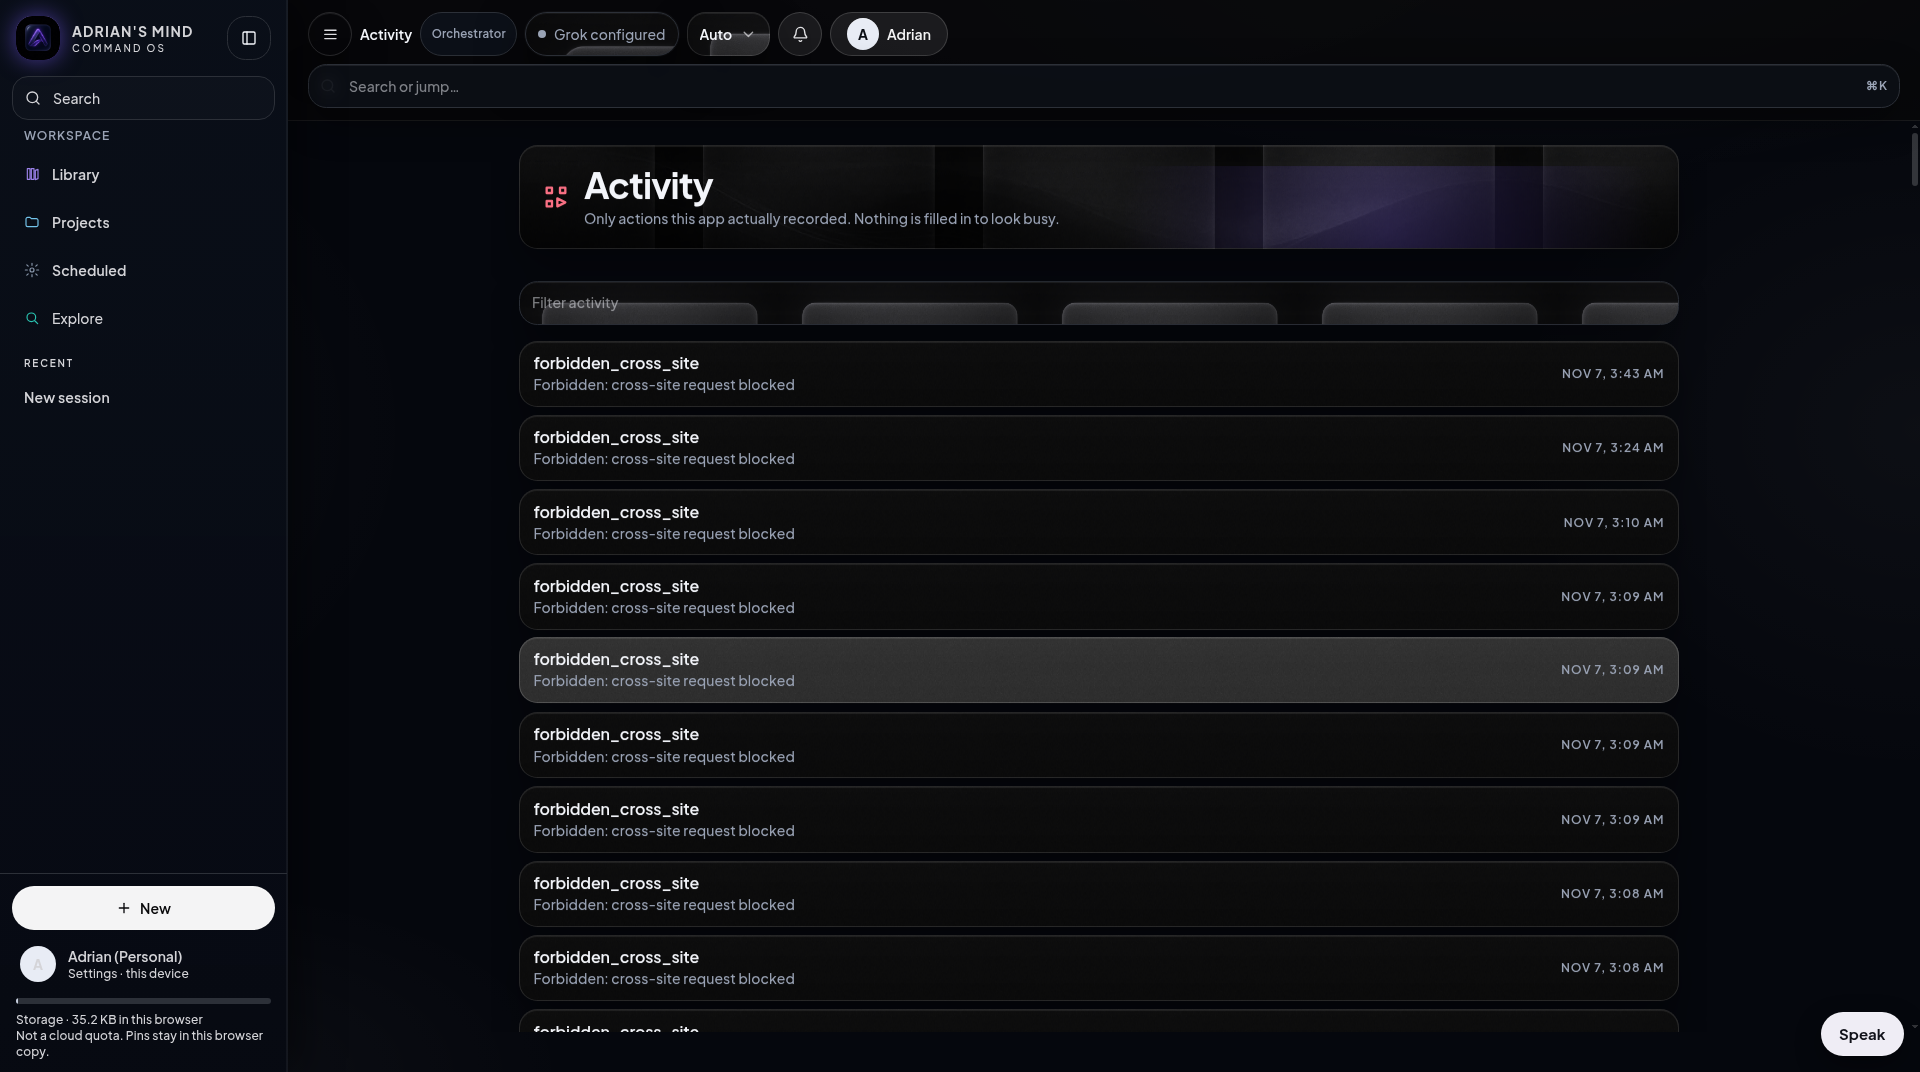 ADRIAN'S MIND
COMMAND OS
Search
WORKSPACE
Library
Projects
Scheduled
Explore
RECENT
New session
New
A
Adrian (Personal)
Settings · this device
Storage · 35.2 KB in this browser
Not a cloud quota. Pins stay in this browser
copy.
Activity
Orchestrator
Grok configured
Auto
A
Adrian
Search or jump...
⌘K
Activity
Only actions this app actually recorded. Nothing is filled in to look busy.
Filter activity
forbidden_cross_site
Forbidden: cross-site request blocked
NOV 7, 3:43 AM
forbidden_cross_site
Forbidden: cross-site request blocked
NOV 7, 3:24 AM
forbidden_cross_site
Forbidden: cross-site request blocked
NOV 7, 3:10 AM
forbidden_cross_site
Forbidden: cross-site request blocked
NOV 7, 3:09 AM
forbidden_cross_site
Forbidden: cross-site request blocked
NOV 7, 3:09 AM
forbidden_cross_site
Forbidden: cross-site request blocked
NOV 7, 3:09 AM
forbidden_cross_site
Forbidden: cross-site request blocked
NOV 7, 3:09 AM
forbidden_cross_site
Forbidden: cross-site request blocked
NOV 7, 3:08 AM
forbidden_cross_site
Forbidden: cross-site request blocked
NOV 7, 3:08 AM
forbidden_cross_site
Speak